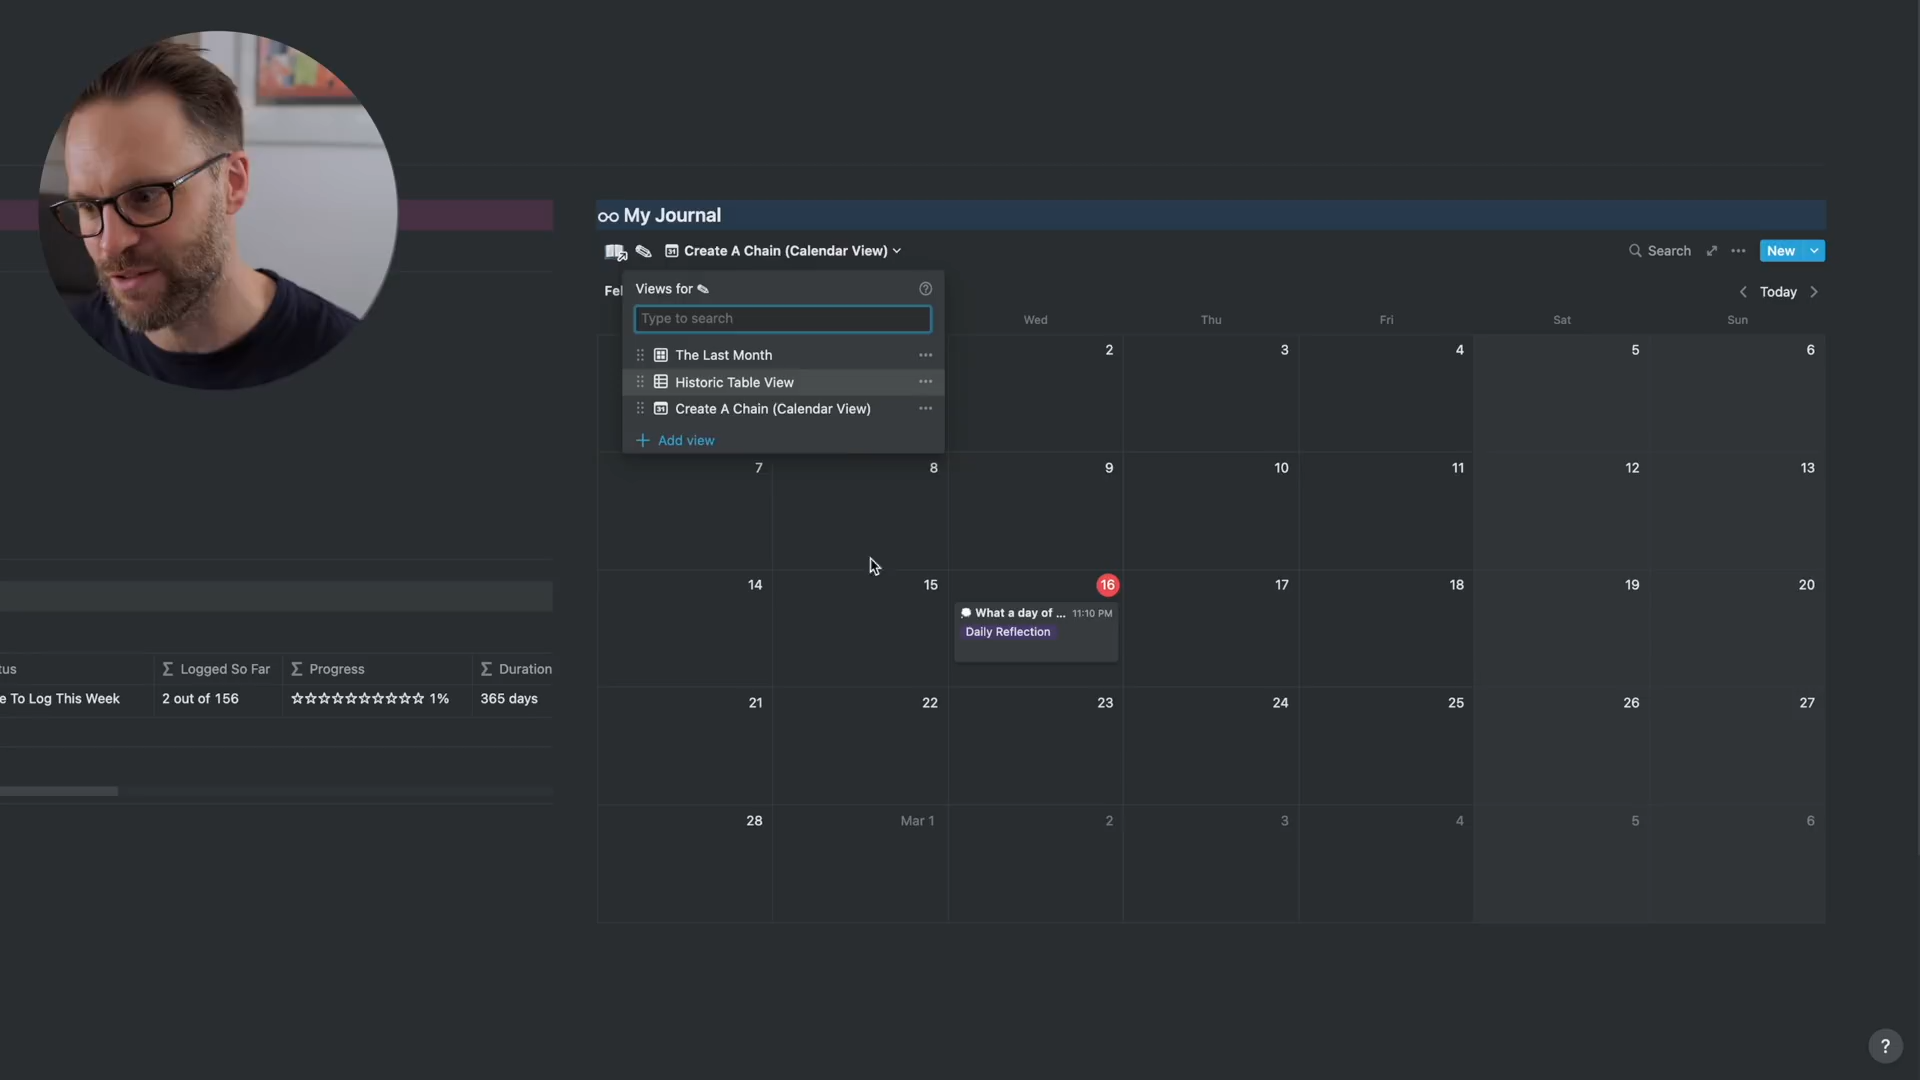 My Journal
Create A Chain (Calendar View)
Search
New
Views for
Type to search
The Last Month
Historic Table View
Create A Chain (Calendar View)
Add view
Today
Wed Thu Fri Sat Sun
2 3 4 5 6
7 8 9 10 11 12 13
14 15 16 17 18 19 20
What a day of ... 11:10 PM
Daily Reflection
21 22 23 24 25 26 27
28 Mar 1 2 3 4 5 6
tus Logged So Far Progress Duration
e To Log This Week 2 out of 156 ☆☆☆☆☆☆☆☆☆☆ 1% 365 days
?